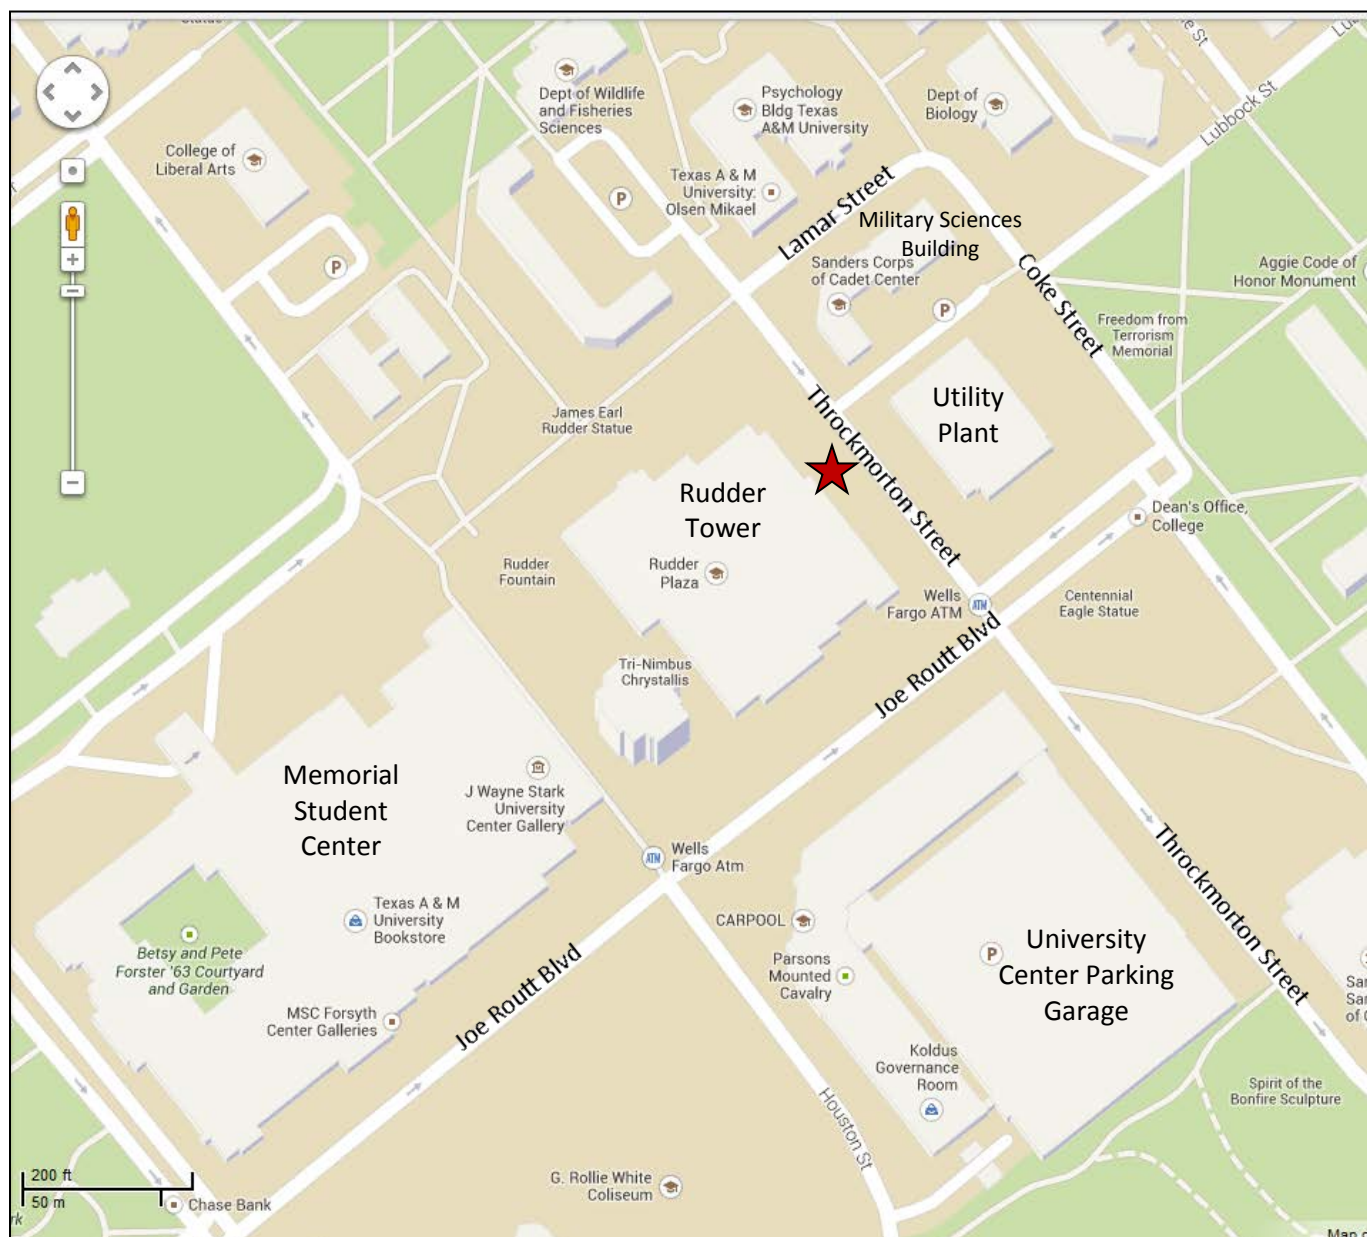 Statue
Dept of Wildlife
and Fisheries
Sciences
Psychology
Bldg Texas
A&M University
Dept of
Biology
Lubbock St
College of
Liberal Arts
P
Texas A & M
University:
Olsen Mikael
Lamar Street
Military Sciences
Building
Sanders Corps
of Cadet Center
P
P
Coke Street
Aggie Code of
Honor Monument
Freedom from
Terrorism
Memorial
James Earl
Rudder Statue
Throckmorton Street
Utility
Plant
Rudder
Tower
Rudder
Fountain
Rudder
Plaza
Dean's Office,
College
Wells
Fargo ATM
ATM
Centennial
Eagle Statue
Joe Routt Blvd
Tri-Nimbus
Chrystallis
Memorial
Student
Center
J Wayne Stark
University
Center Gallery
ATM
Wells
Fargo Atm
Throckmorton Street
Texas A & M
University
Bookstore
CARPOOL
Betsy and Pete
Forster '63 Courtyard
and Garden
Parsons
Mounted
Cavalry
P
University
Center Parking
Garage
MSC Forsyth
Center Galleries
Joe Routt Blvd
Koldus
Governance
Room
Houston St
Spirit of the
Bonfire Sculpture
200 ft
50 m
G. Rollie White
Coliseum
Chase Bank